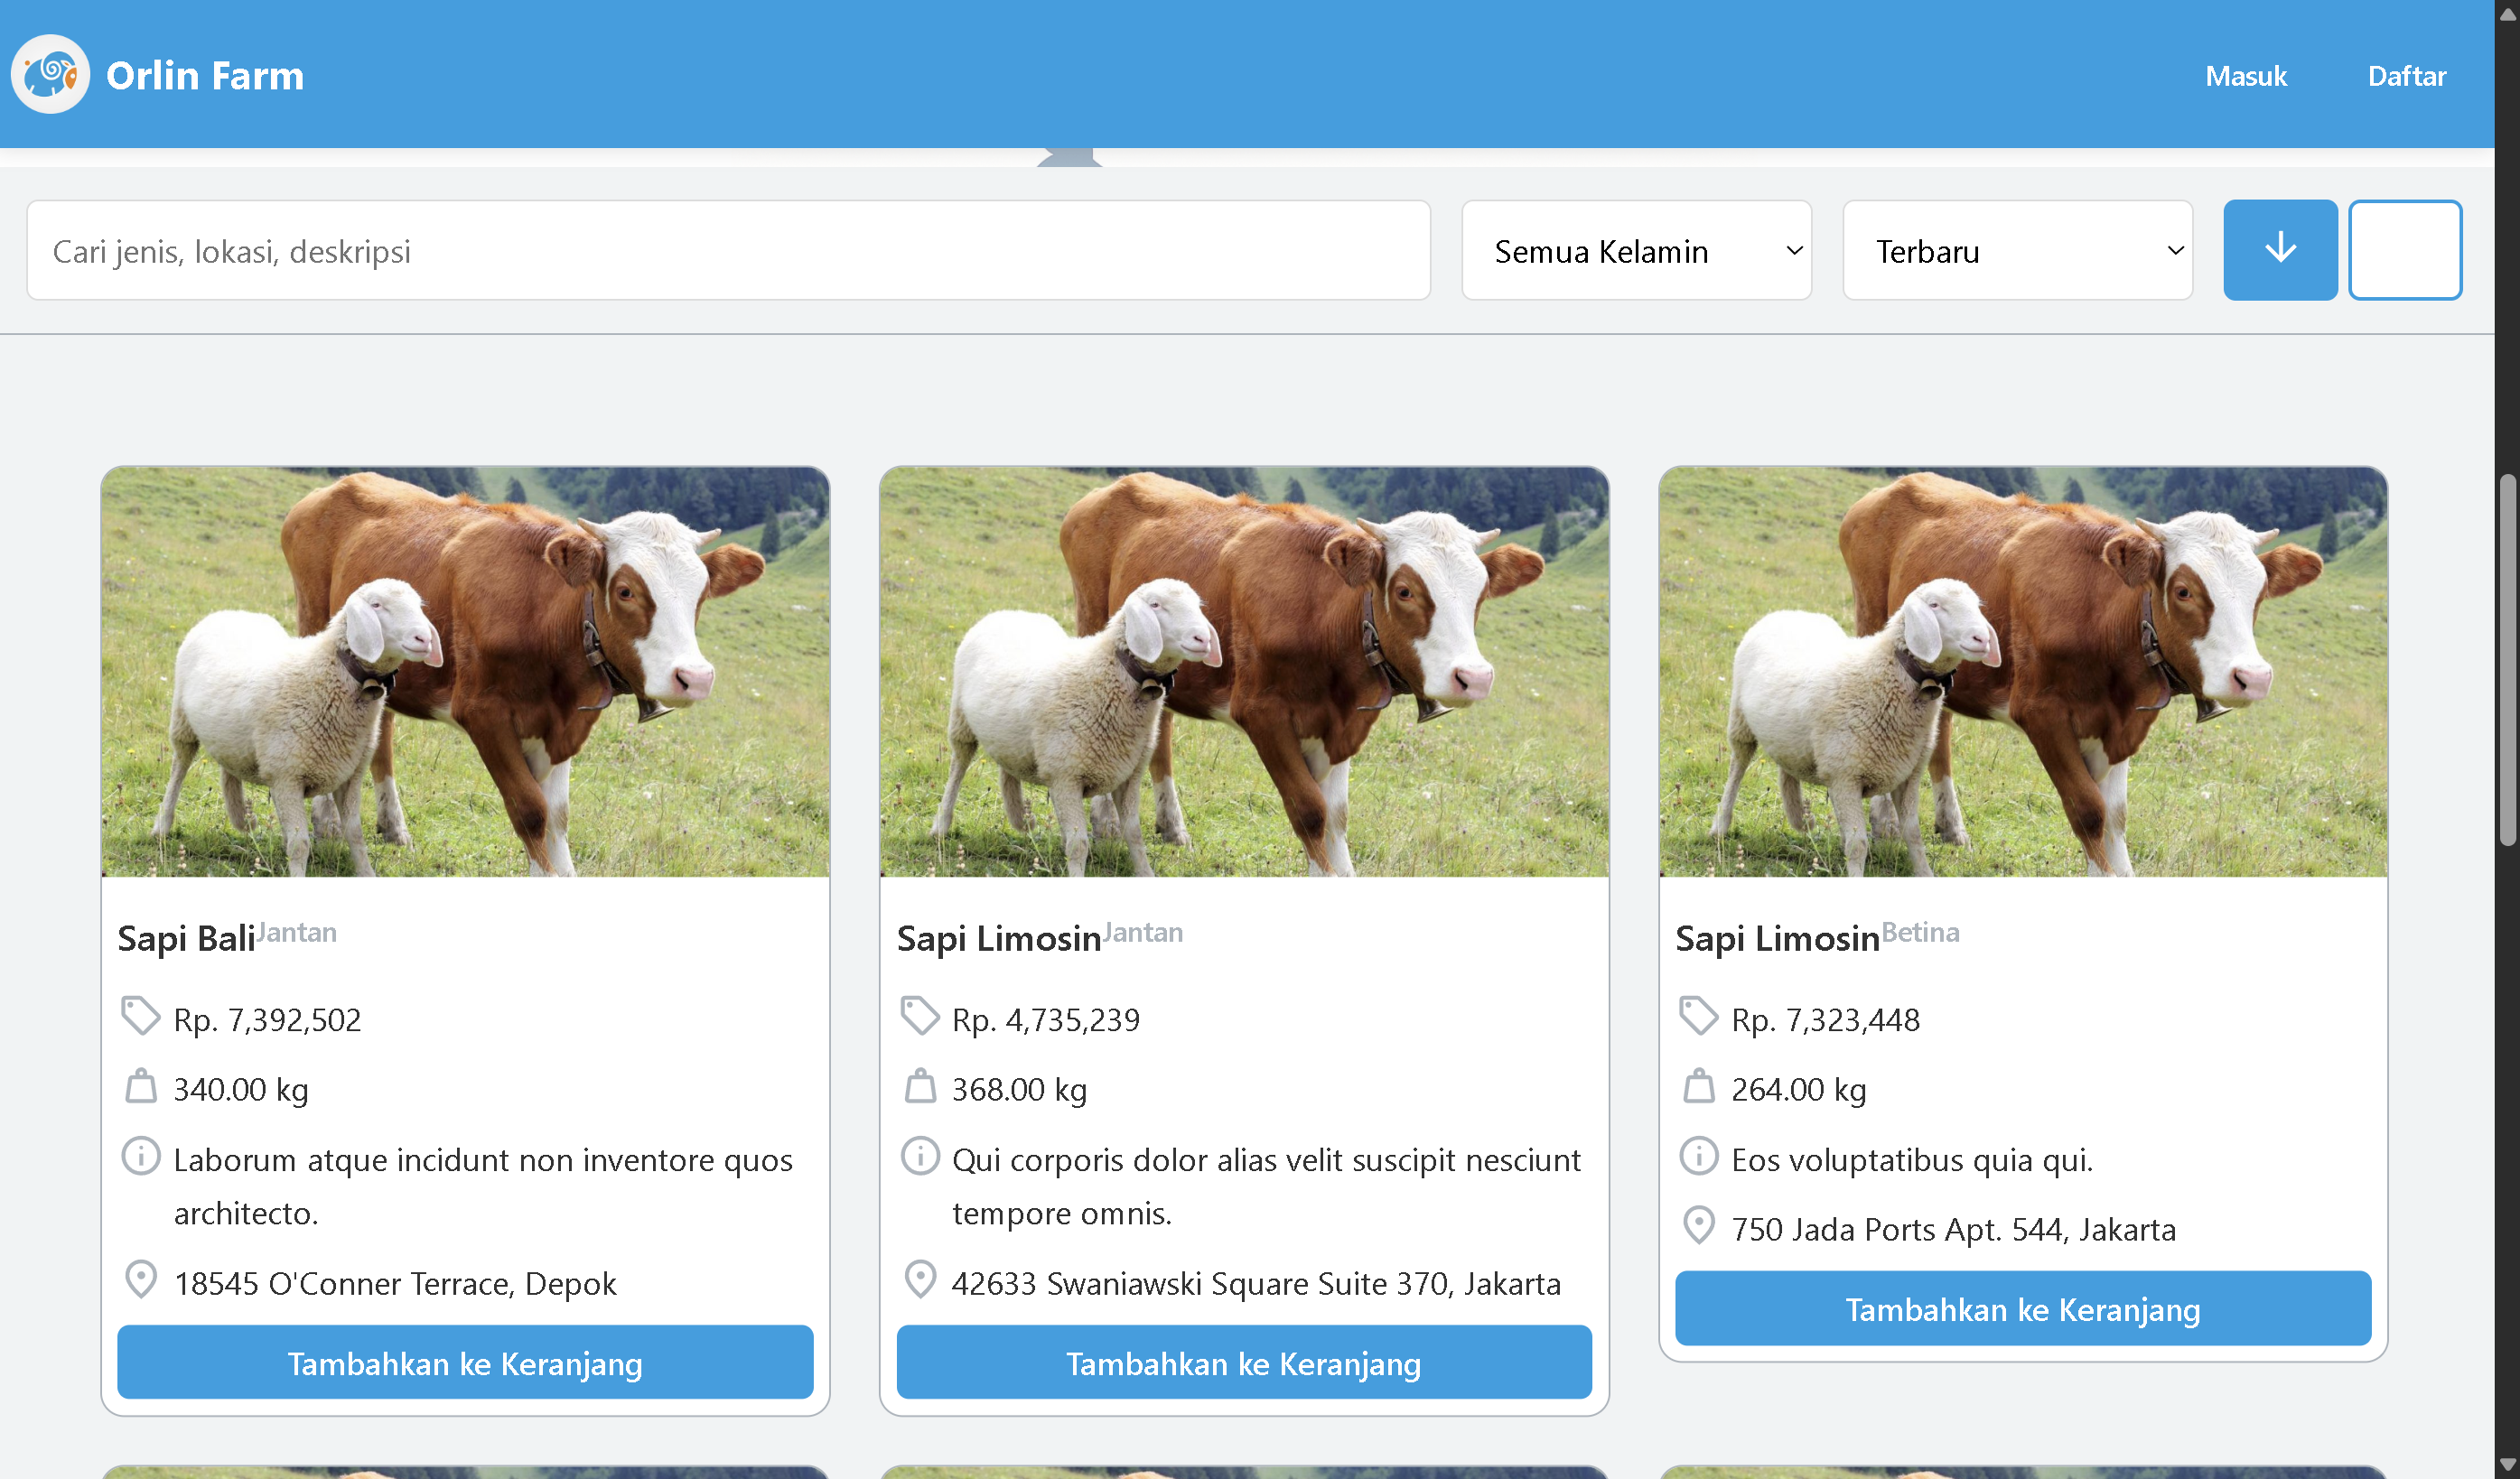 Orlin Farm
Masuk
Daftar
Cari jenis, lokasi, deskripsi
Semua Kelamin
Terbaru
Sapi Bali Jantan
Rp. 7,392,502
340.00 kg
Laborum atque incidunt non inventore quos
architecto.
18545 O'Conner Terrace, Depok
Tambahkan ke Keranjang
Sapi Limosin Jantan
Rp. 4,735,239
368.00 kg
Qui corporis dolor alias velit suscipit nesciunt
tempore omnis.
42633 Swaniawski Square Suite 370, Jakarta
Tambahkan ke Keranjang
Sapi Limosin Betina
Rp. 7,323,448
264.00 kg
Eos voluptatibus quia qui.
750 Jada Ports Apt. 544, Jakarta
Tambahkan ke Keranjang